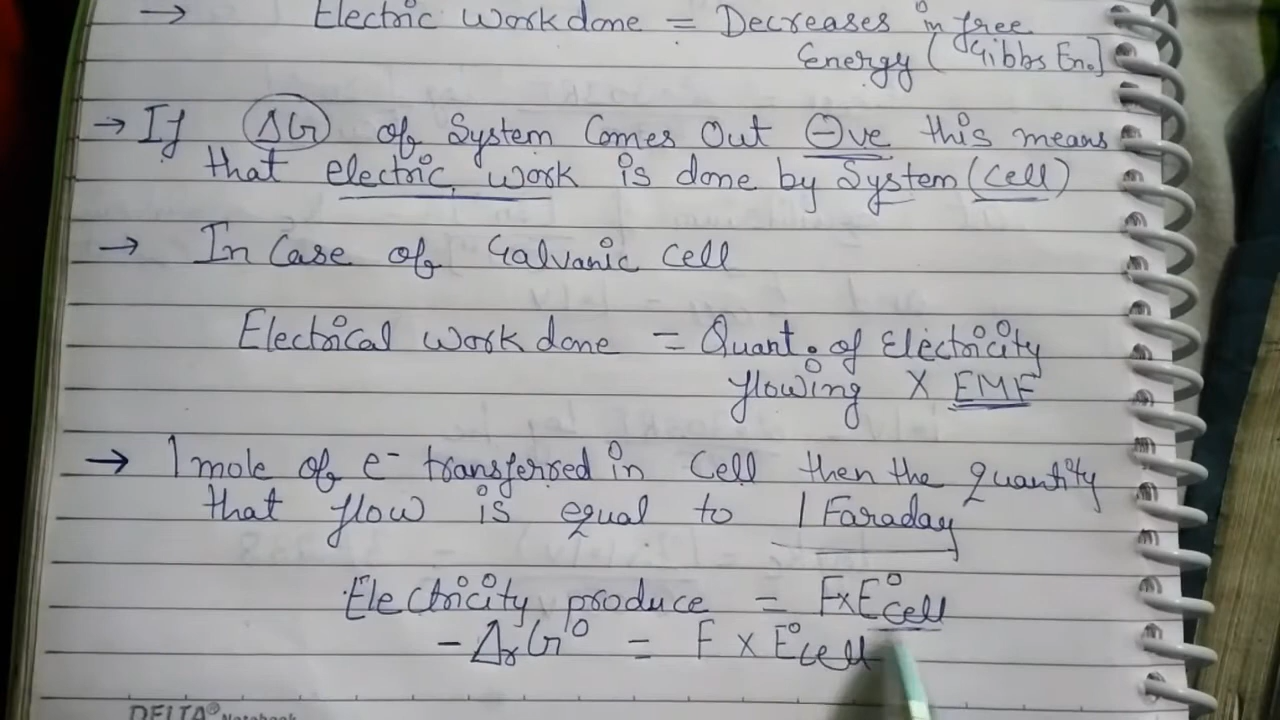 → Electric Work done = Decreases in free
Energy ( Gibbs En.]
→ If ΔG of System Comes Out ⊖ve this means
that electric work is done by System (Cell)
→ In Case of Galvanic Cell
Electrical work done = Quant. of Electricity
flowing X EMF
→ 1 mole of e⁻ transferred in Cell then the quantity
that flow is equal to 1 Faraday
Electricity produce = F×E°cell
- ΔrG° = F × E°cell
DELTA® Notebook